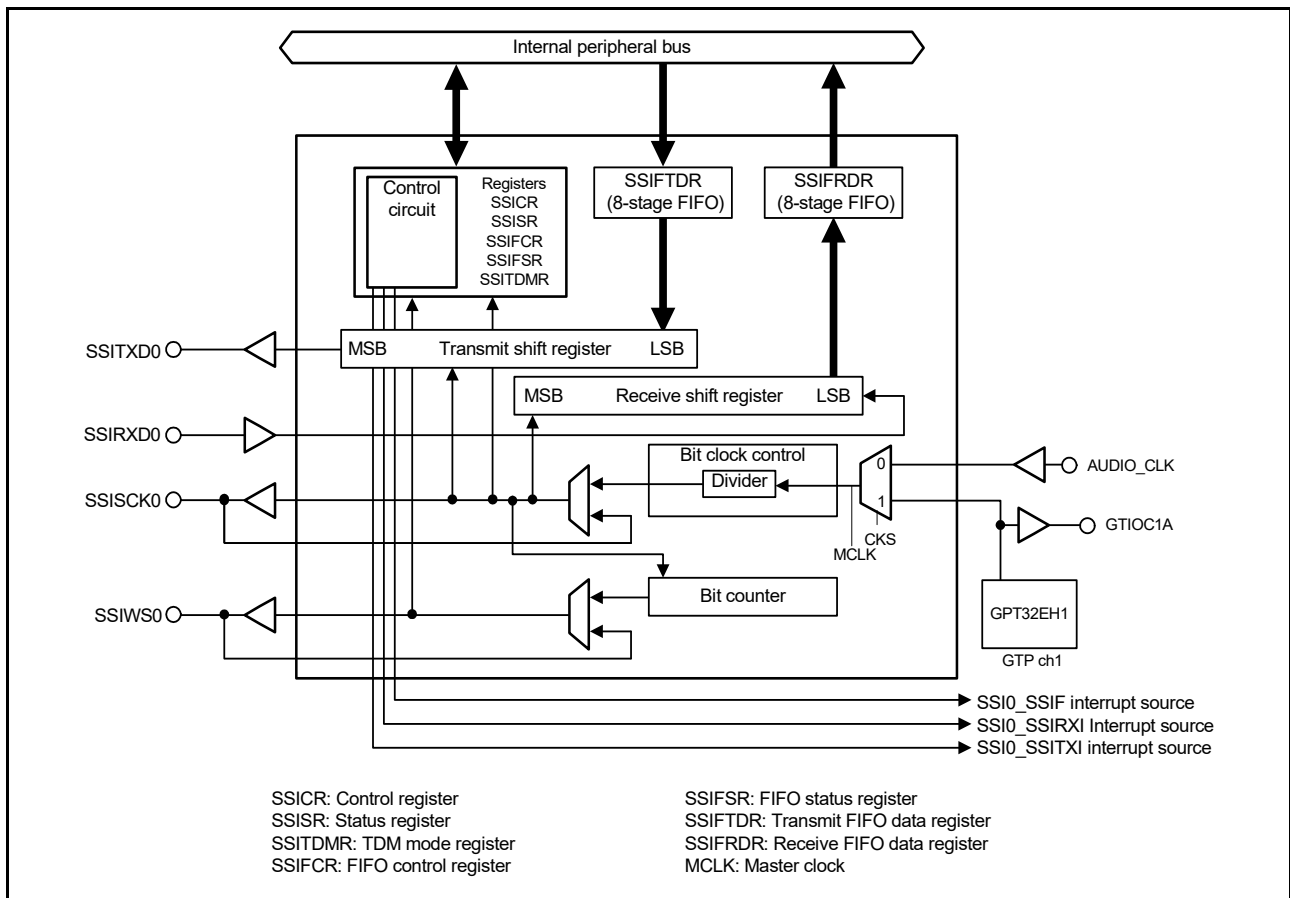 Internal peripheral bus
Control
circuit
Registers
SSICR
SSISR
SSIFCR
SSIFSR
SSITDMR
SSIFTDR
(8-stage FIFO)
SSIFRDR
(8-stage FIFO)
SSITXD0
MSB Transmit shift register LSB
MSB Receive shift register LSB
SSIRXD0
Bit clock control
Divider
0
1
AUDIO_CLK
SSISCK0
GTIOC1A
CKS
MCLK
Bit counter
SSIWS0
GPT32EH1
GTP ch1
SSI0_SSIF interrupt source
SSI0_SSIRXI Interrupt source
SSI0_SSITXI interrupt source
SSICR: Control register
SSISR: Status register
SSITDMR: TDM mode register
SSIFCR: FIFO control register
SSIFSR: FIFO status register
SSIFTDR: Transmit FIFO data register
SSIFRDR: Receive FIFO data register
MCLK: Master clock